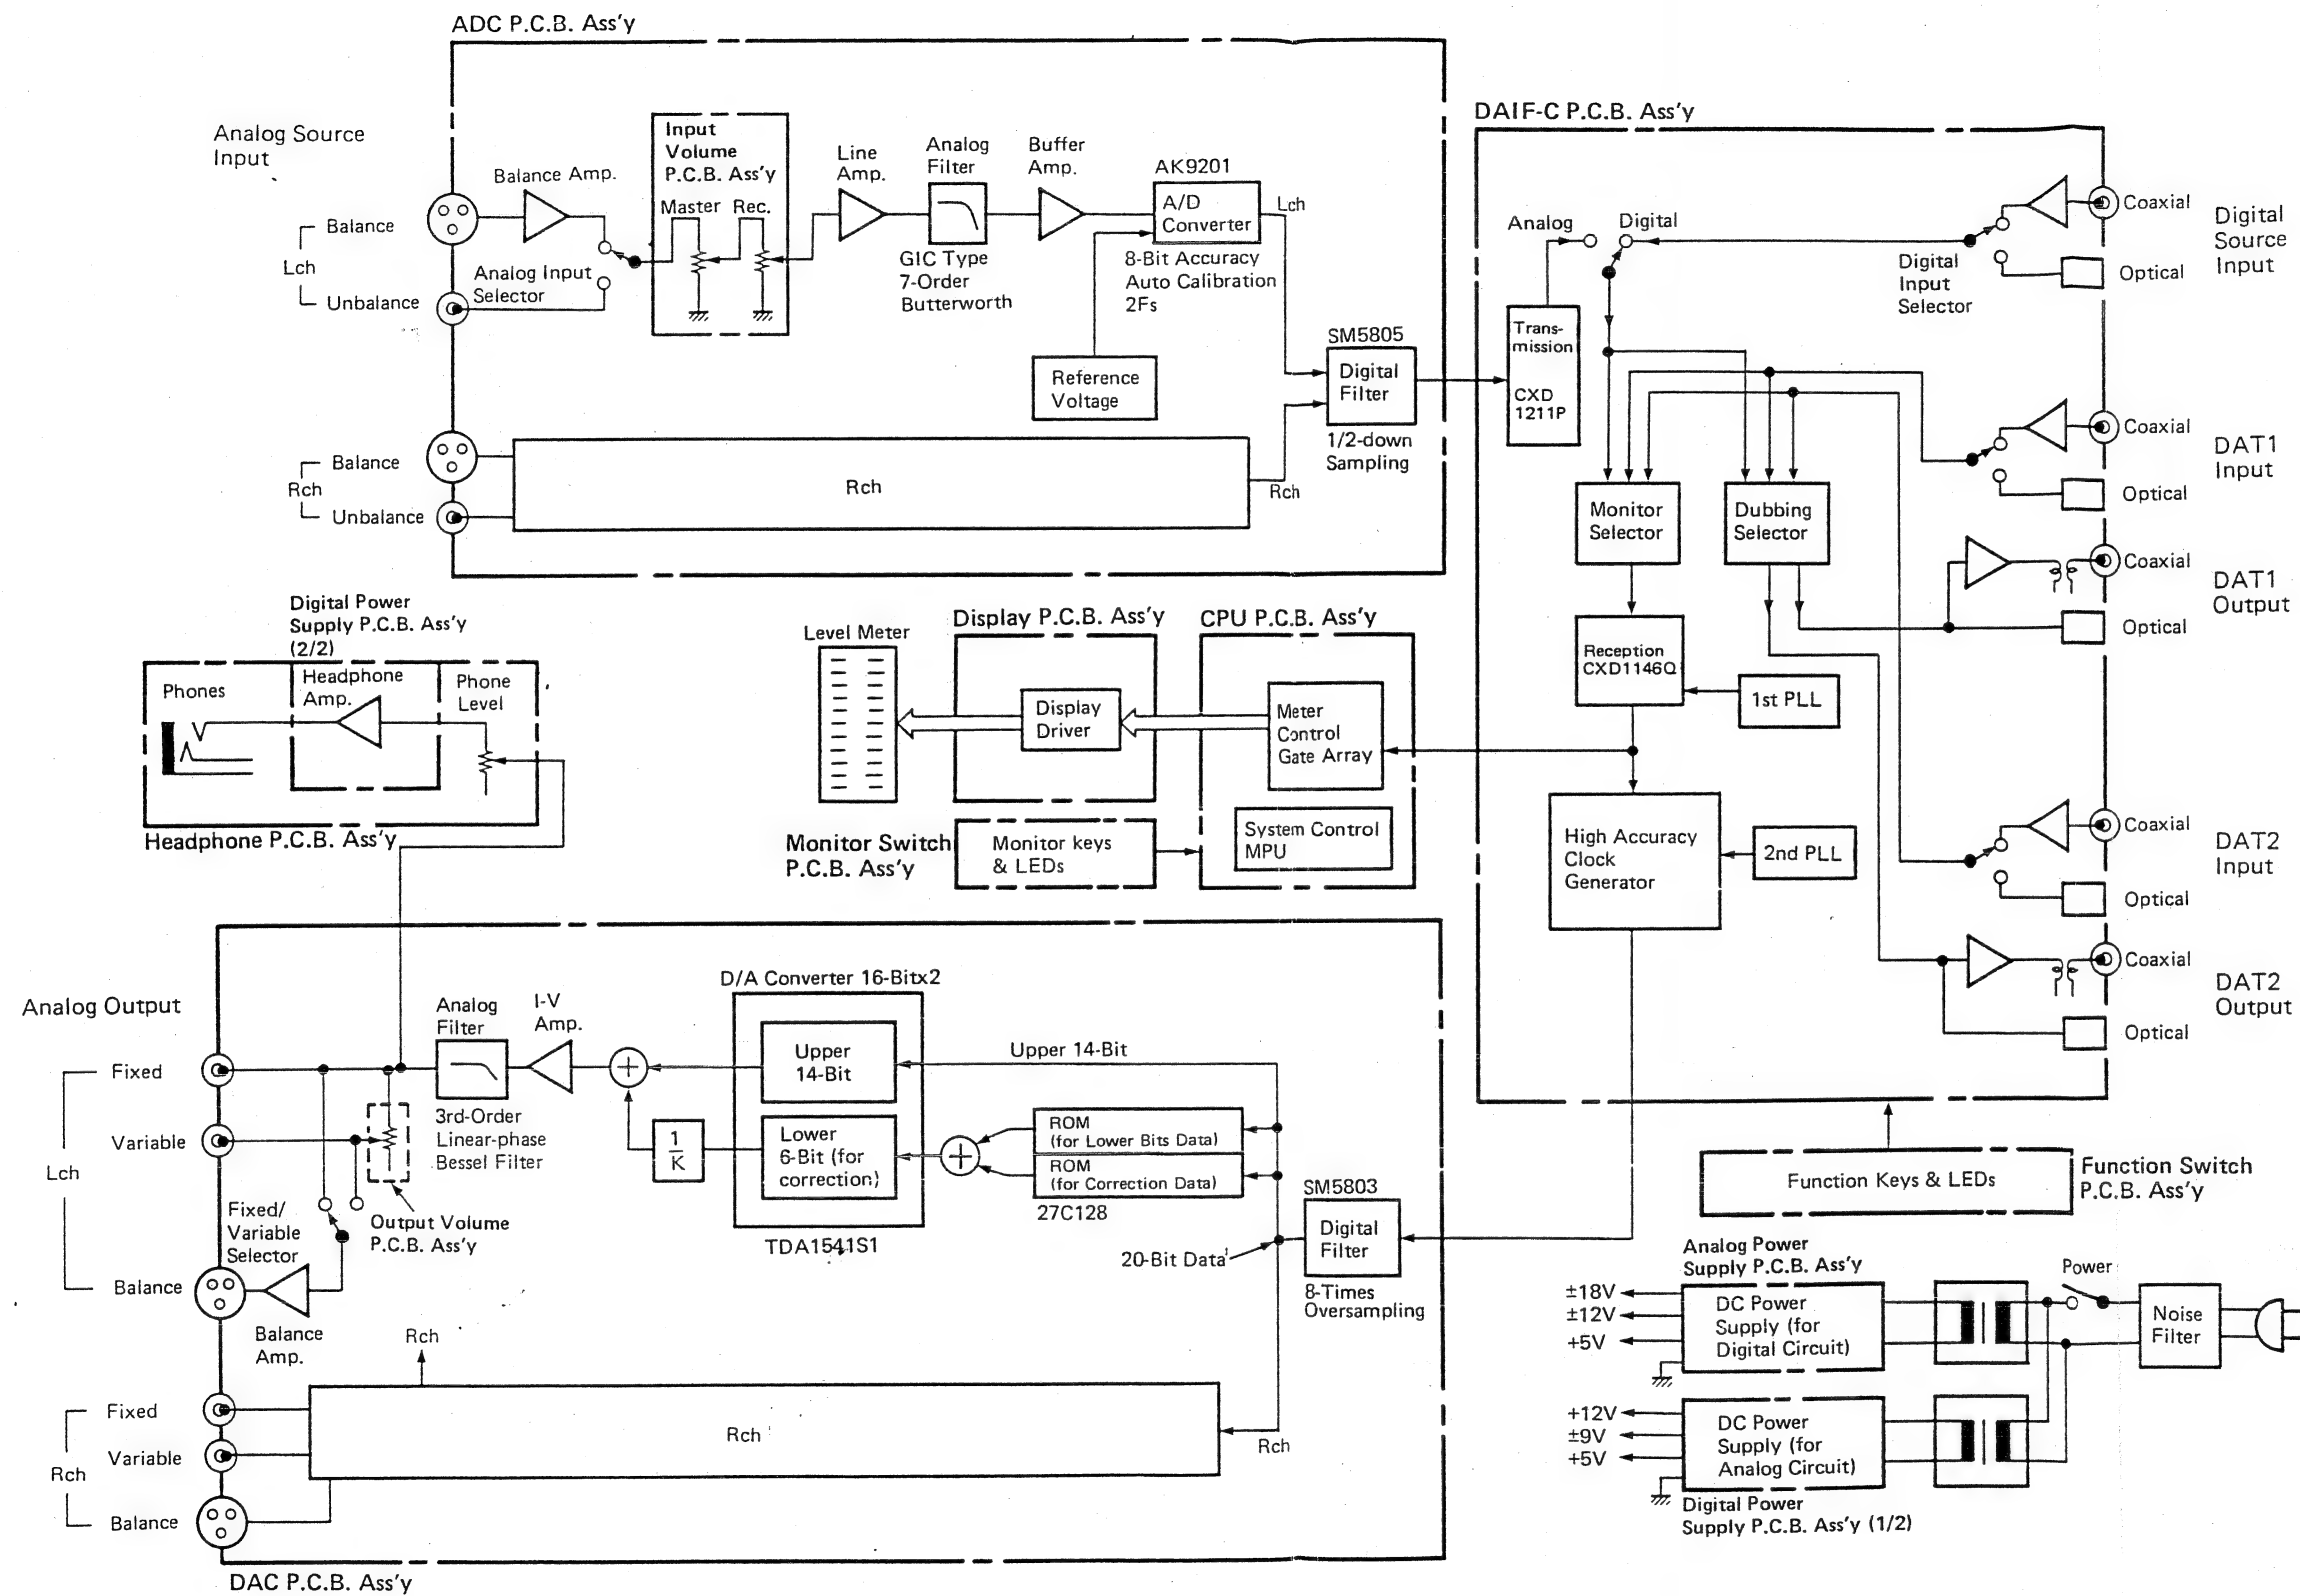 ADC P.C.B. Ass'y
Analog Source
Input
Balance
Lch
Unbalance
Balance Amp.
Analog Input
Selector
Input
Volume
P.C.B. Ass'y
Master
Rec.
Line
Amp.
Analog
Filter
GIC Type
7-Order
Butterworth
Buffer
Amp.
AK9201
A/D
Converter
8-Bit Accuracy
Auto Calibration
2Fs
Lch
Reference
Voltage
SM5805
Digital
Filter
1/2-down
Sampling
Balance
Rch
Unbalance
Rch
Rch
DAIF-C P.C.B. Ass'y
Analog
Digital
Trans-
mission
CXD
1211P
Digital
Input
Selector
Coaxial
Optical
Digital
Source
Input
Coaxial
Optical
DAT1
Input
Monitor
Selector
Dubbing
Selector
Coaxial
Optical
DAT1
Output
Reception
CXD1146Q
1st PLL
High Accuracy
Clock
Generator
2nd PLL
Coaxial
Optical
DAT2
Input
Coaxial
Optical
DAT2
Output
Digital Power
Supply P.C.B. Ass'y
(2/2)
Phones
Headphone
Amp.
Phone
Level
Headphone P.C.B. Ass'y
Level Meter
Display P.C.B. Ass'y
Display
Driver
CPU P.C.B. Ass'y
Meter
Control
Gate Array
System Control
MPU
Monitor Switch
P.C.B. Ass'y
Monitor keys
& LEDs
Analog Output
Fixed
Variable
Lch
Balance
Fixed/
Variable
Selector
Balance
Amp.
Output Volume
P.C.B. Ass'y
Analog
Filter
3rd-Order
Linear-phase
Bessel Filter
I-V
Amp.
D/A Converter 16-Bitx2
Upper
14-Bit
Lower
6-Bit (for
correction)
TDA1541S1
1
K
Upper 14-Bit
ROM
(for Lower Bits Data)
ROM
(for Correction Data)
27C128
20-Bit Data
SM5803
Digital
Filter
8-Times
Oversampling
Rch
Rch
Rch
Fixed
Variable
Rch
Balance
DAC P.C.B. Ass'y
Function Keys & LEDs
Function Switch
P.C.B. Ass'y
Analog Power
Supply P.C.B. Ass'y
±18V
±12V
+5V
DC Power
Supply (for
Digital Circuit)
Power
Noise
Filter
+12V
±9V
+5V
DC Power
Supply (for
Analog Circuit)
Digital Power
Supply P.C.B. Ass'y (1/2)